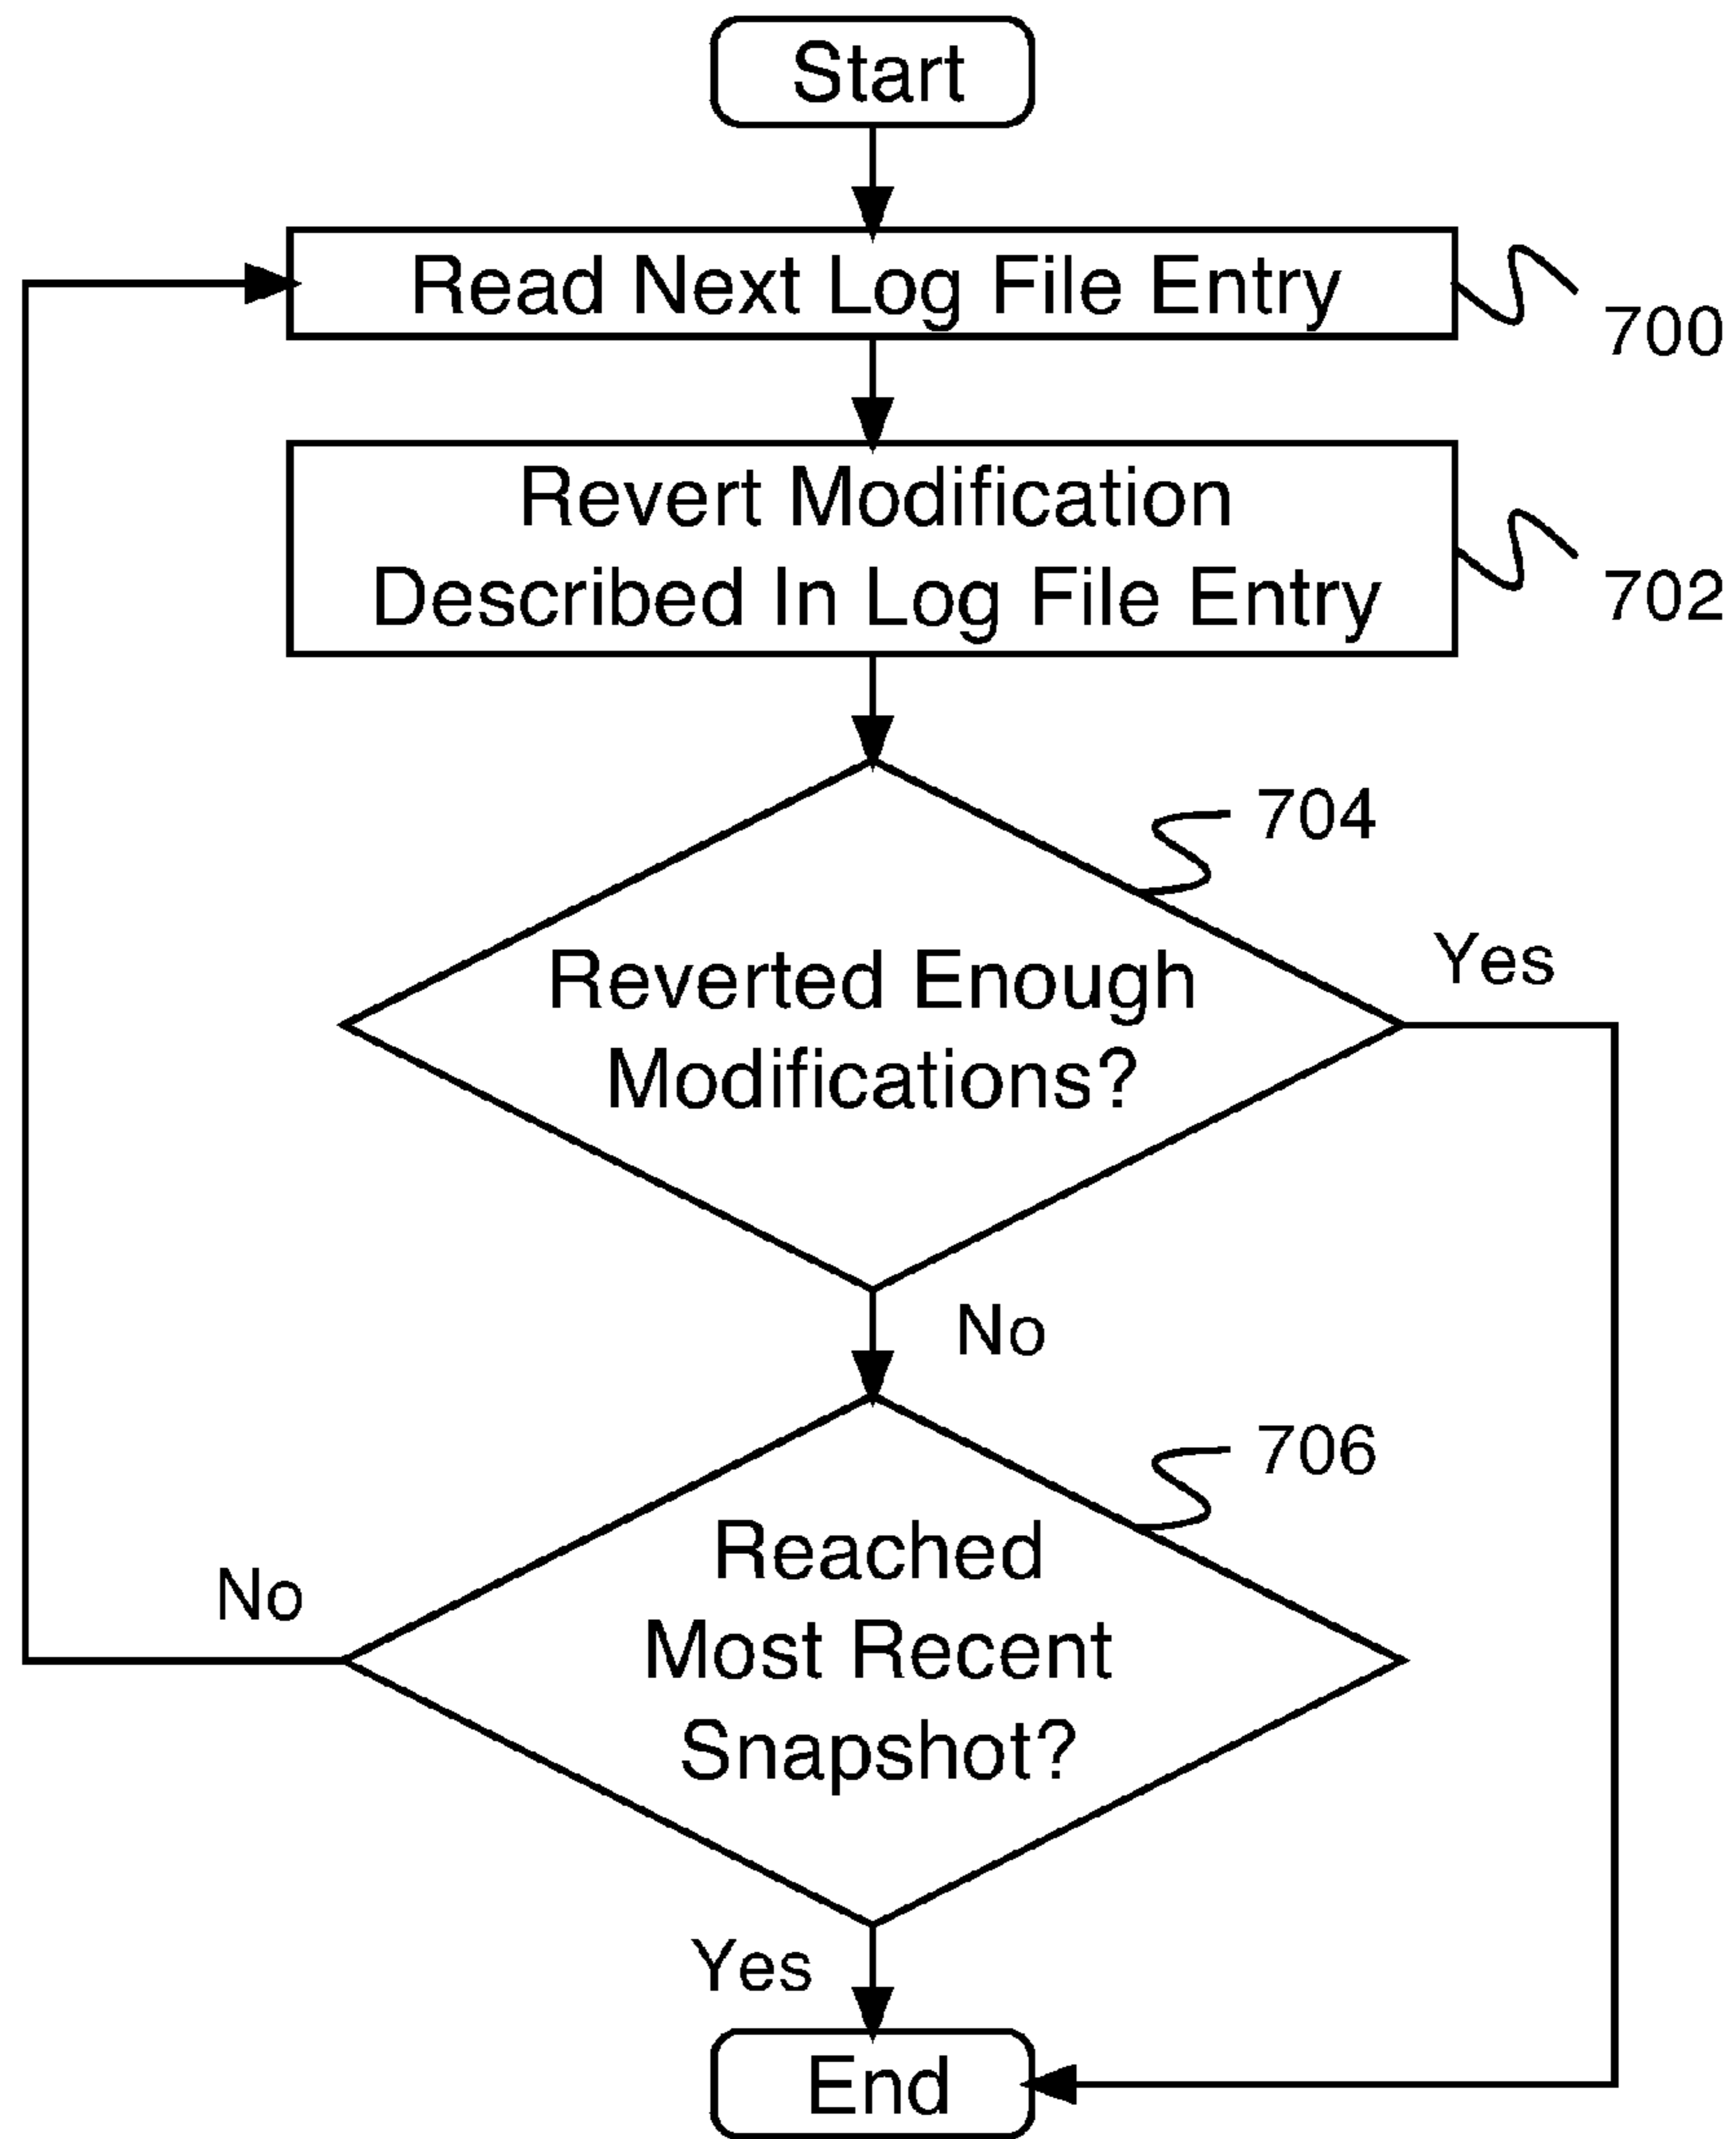 Start
Read Next Log File Entry
700
Revert Modification
Described In Log File Entry
702
704
Yes
Reverted Enough
Modifications?
No
706
Reached
Most Recent
Snapshot?
No
Yes
End